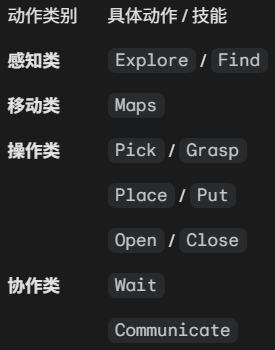 动作类别 具体动作 / 技能
感知类 Explore / Find
移动类 Maps
操作类 Pick / Grasp
Place / Put
Open / Close
协作类 Wait
Communicate